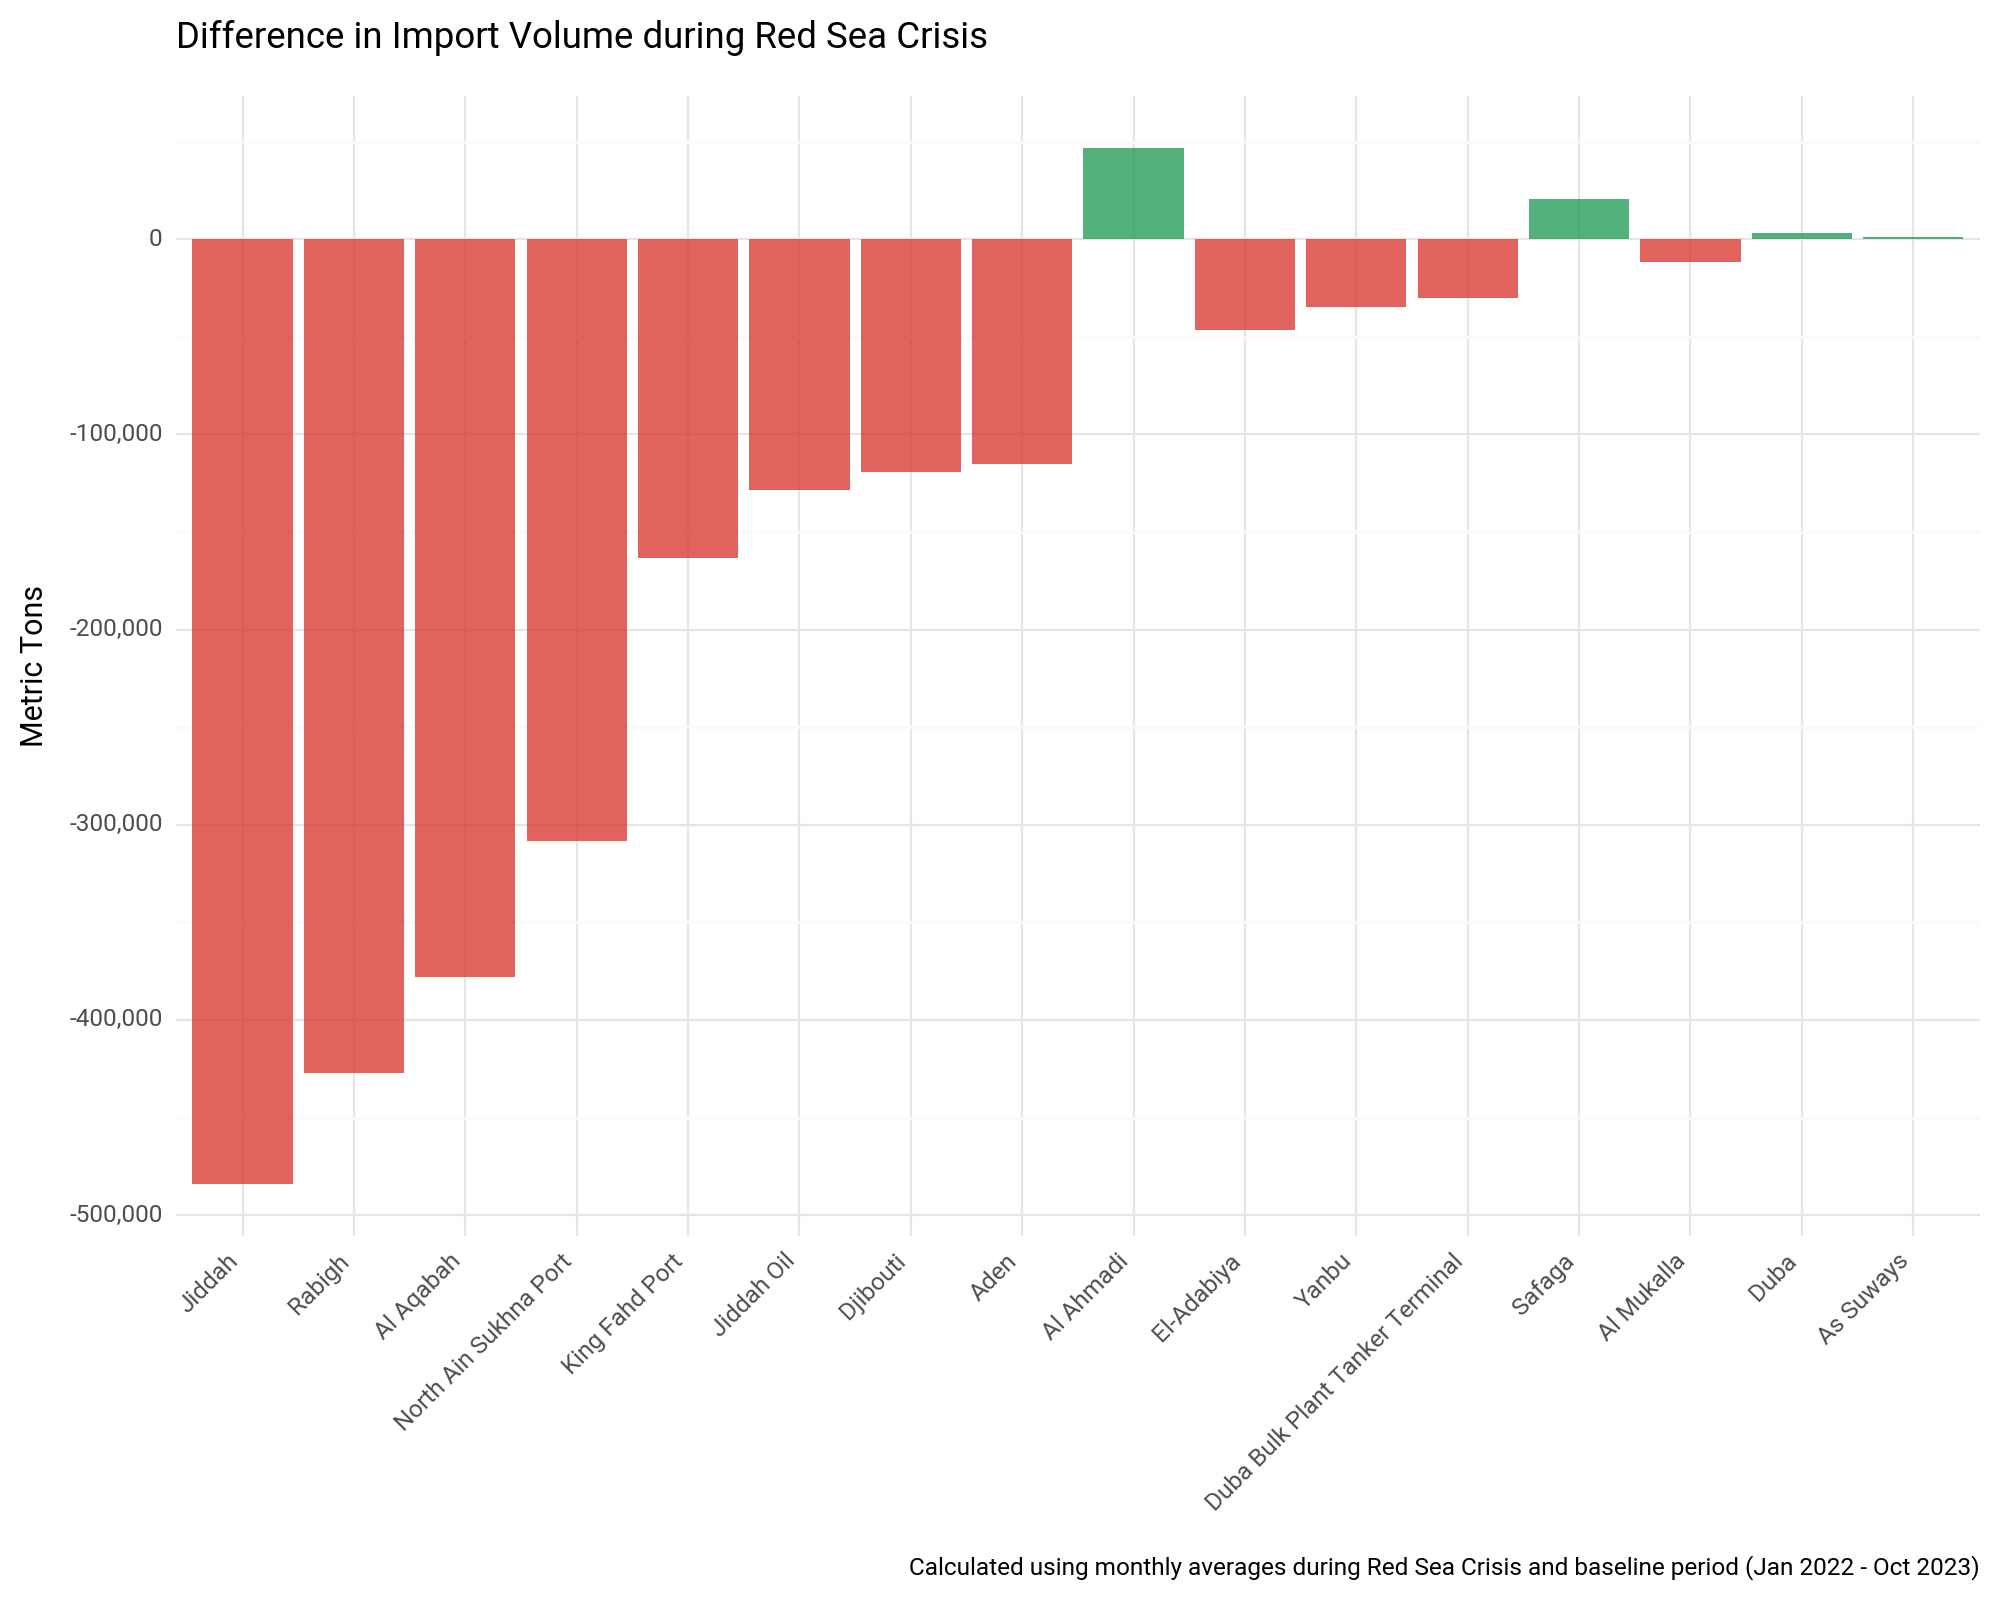 Difference in Import Volume during Red Sea Crisis
Metric Tons
0
-100,000
-200,000
-300,000
-400,000
-500,000
Jiddah
Rabigh
Al Aqabah
North Ain Sukhna Port
King Fahd Port
Jiddah Oil
Djibouti
Aden
Al Ahmadi
El-Adabiya
Yanbu
Duba Bulk Plant Tanker Terminal
Safaga
Al Mukalla
Duba
As Suways
Calculated using monthly averages during Red Sea Crisis and baseline period (Jan 2022 - Oct 2023)